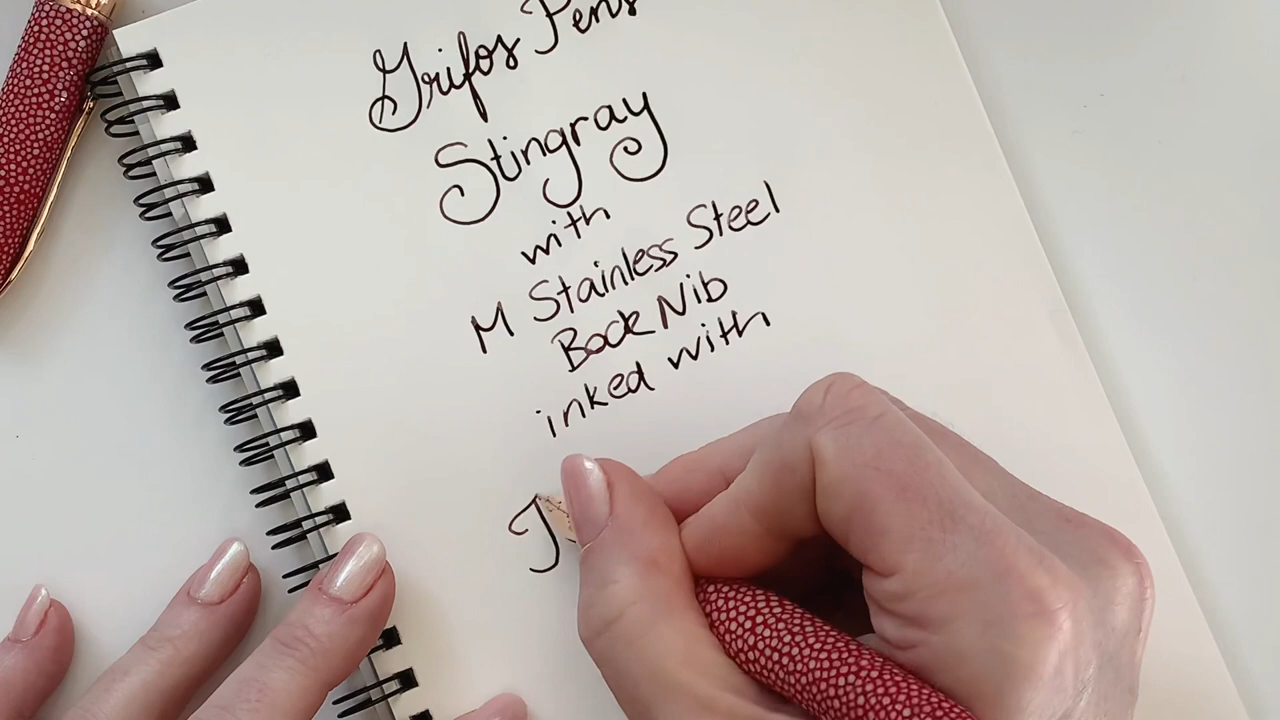 Grifos Pens
Stingray
with
M Stainless Steel
Bock Nib
inked with
J